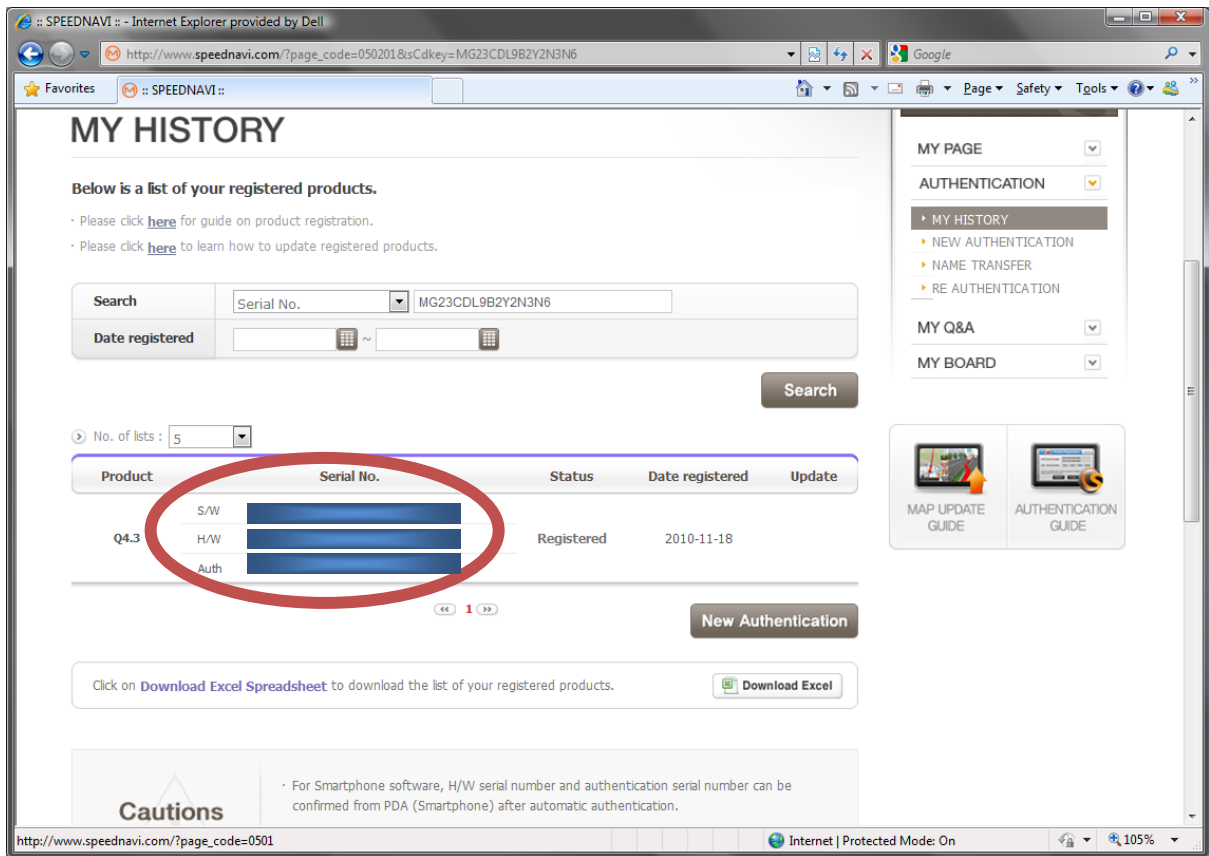 :: SPEEDNAVI :: - Internet Explorer provided by Dell
http://www.speednavi.com/?page_code=050201&sCdkey=MG23CDL9B2Y2N3N6
Google
Favorites
:: SPEEDNAVI ::
Page
Safety
Tools
MY HISTORY
Below is a list of your registered products.
· Please click here for guide on product registration.
· Please click here to learn how to update registered products.
Search
Serial No.
MG23CDL9B2Y2N3N6
Date registered
~
Search
No. of lists :
5
Product
Serial No.
Status
Date registered
Update
Q4.3
S/W
H/W
Auth
Registered
2010-11-18
1
New Authentication
Click on Download Excel Spreadsheet to download the list of your registered products.
Download Excel
Cautions
· For Smartphone software, H/W serial number and authentication serial number can be
confirmed from PDA (Smartphone) after automatic authentication.
MY PAGE
AUTHENTICATION
MY HISTORY
NEW AUTHENTICATION
NAME TRANSFER
RE AUTHENTICATION
MY Q&A
MY BOARD
MAP UPDATE
GUIDE
AUTHENTICATION
GUIDE
http://www.speednavi.com/?page_code=0501
Internet | Protected Mode: On
105%